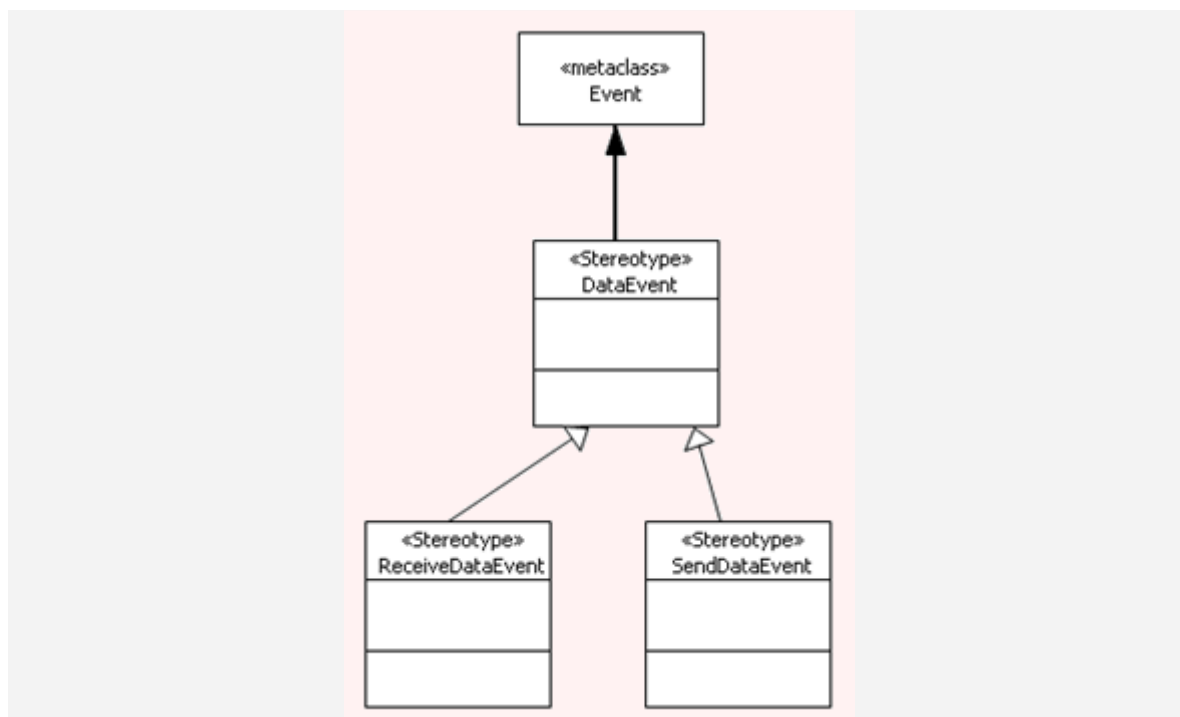 «metaclass»
Event
«Stereotype»
DataEvent
«Stereotype»
ReceiveDataEvent
«Stereotype»
SendDataEvent